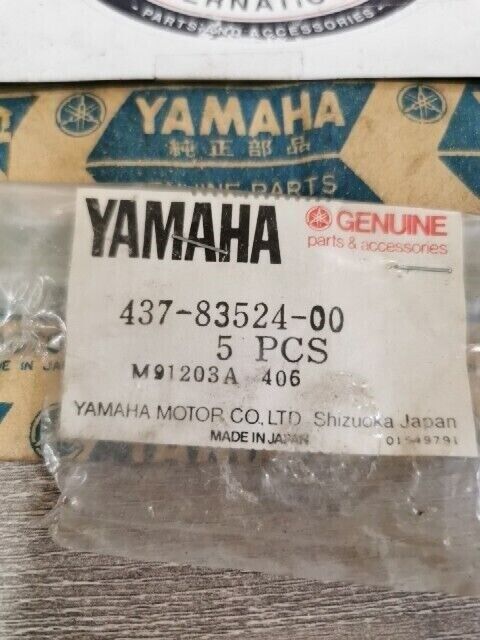 PARTS AND ACCESSORIES
YAMAHA
純正部品
GENUINE PARTS
YAMAHA
GENUINE
parts & accessories
437-83524-00
5 PCS
M91203A 406
YAMAHA MOTOR CO., LTD. Shizuoka Japan
MADE IN JAPAN
01549791